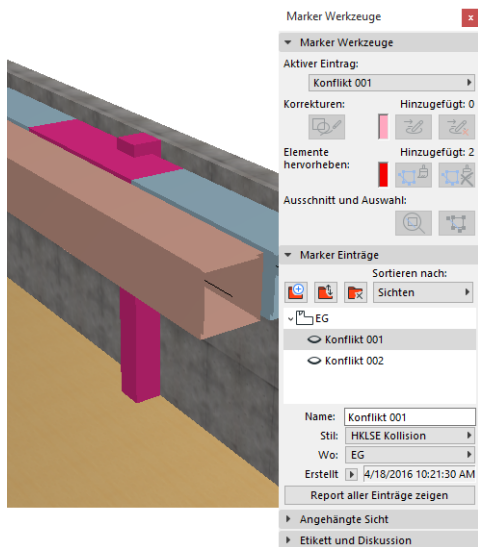 Marker Werkzeuge
x
Marker Werkzeuge
Aktiver Eintrag:
Konflikt 001
Korrekturen: Hinzugefügt: 0
Elemente hervorheben: Hinzugefügt: 2
Ausschnitt und Auswahl:
Marker Einträge
Sortieren nach:
Sichten
EG
Konflikt 001
Konflikt 002
Name: Konflikt 001
Stil: HKLSE Kollision
Wo: EG
Erstellt 4/18/2016 10:21:30 AM
Report aller Einträge zeigen
Angehängte Sicht
Etikett und Diskussion